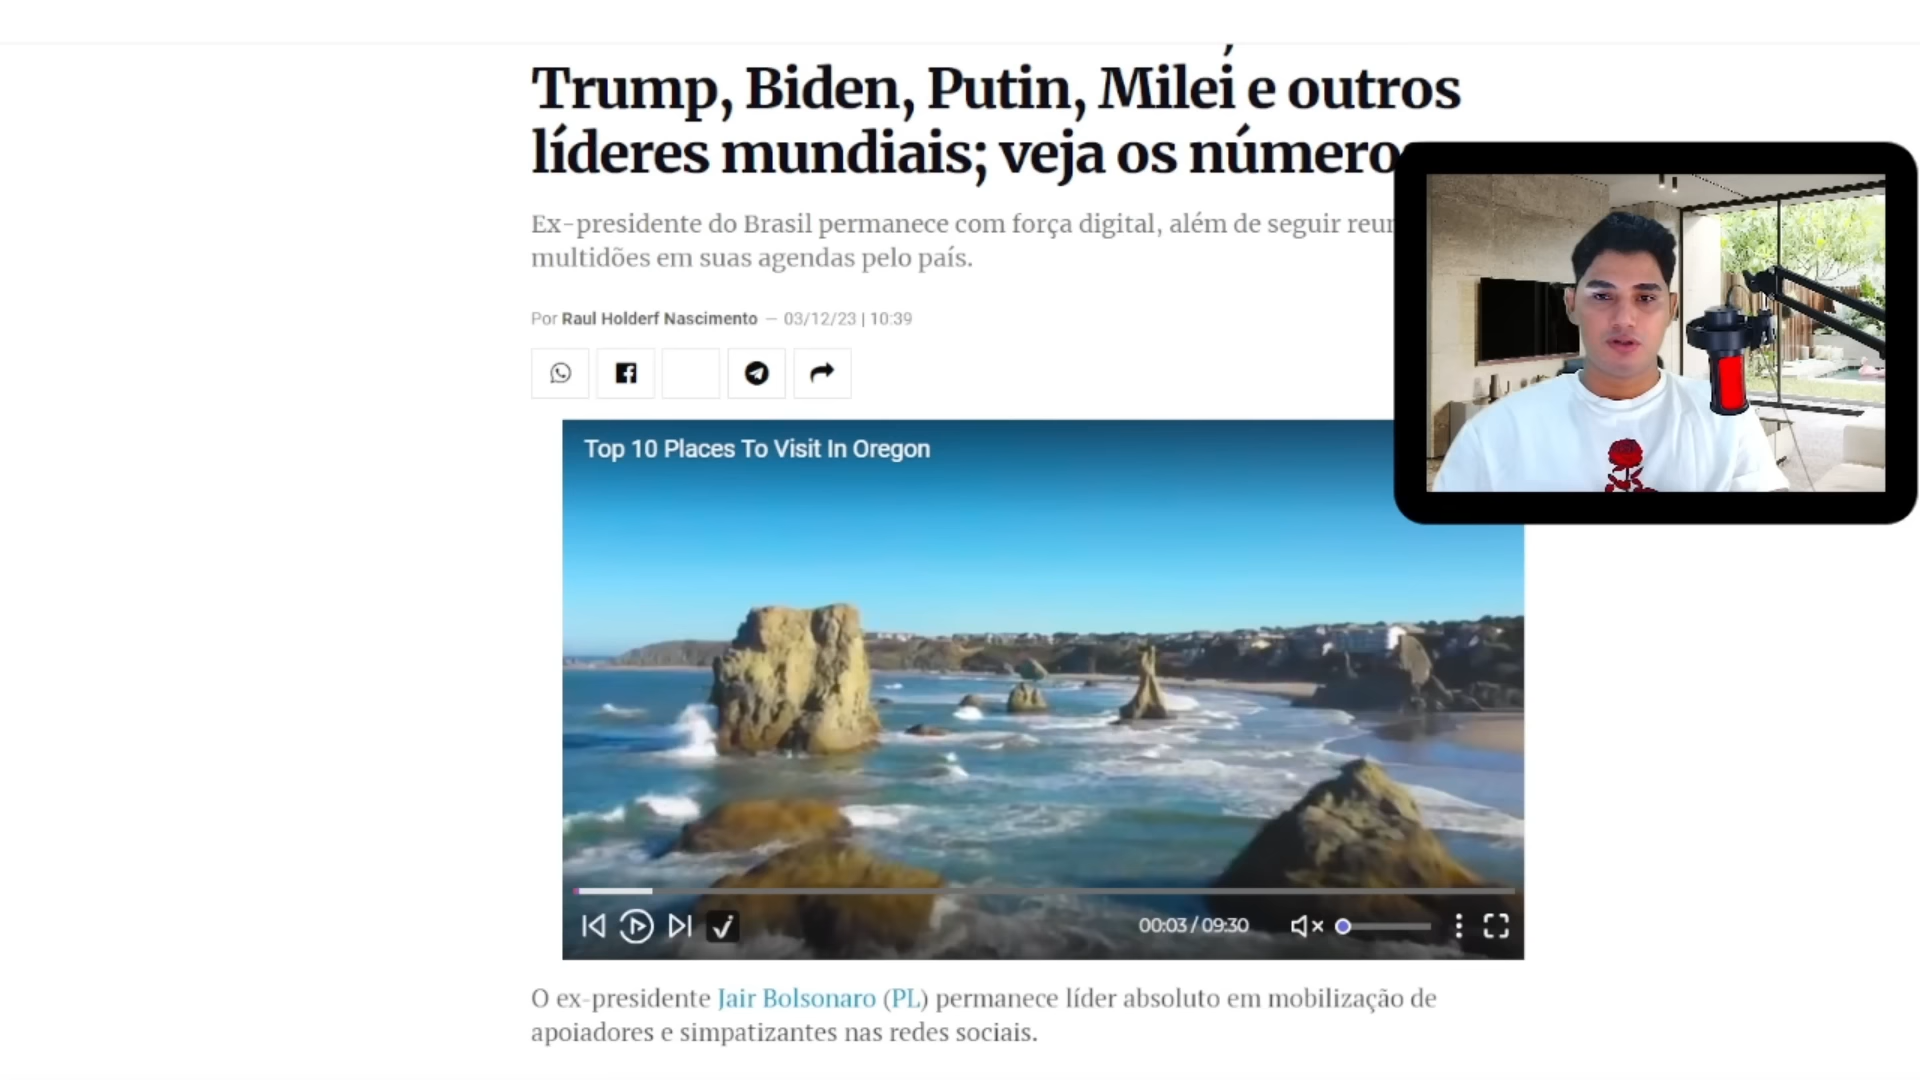 Trump, Biden, Putin, Milei e outros
líderes mundiais; veja os número
Ex-presidente do Brasil permanece com força digital, além de seguir
multidões em suas agendas pelo país.
Por Raul Holderf Nascimento — 03/12/23 | 10:39
Top 10 Places To Visit In Oregon
00:03 / 09:30
O ex-presidente Jair Bolsonaro (PL) permanece líder absoluto em mobilização de
apoiadores e simpatizantes nas redes sociais.